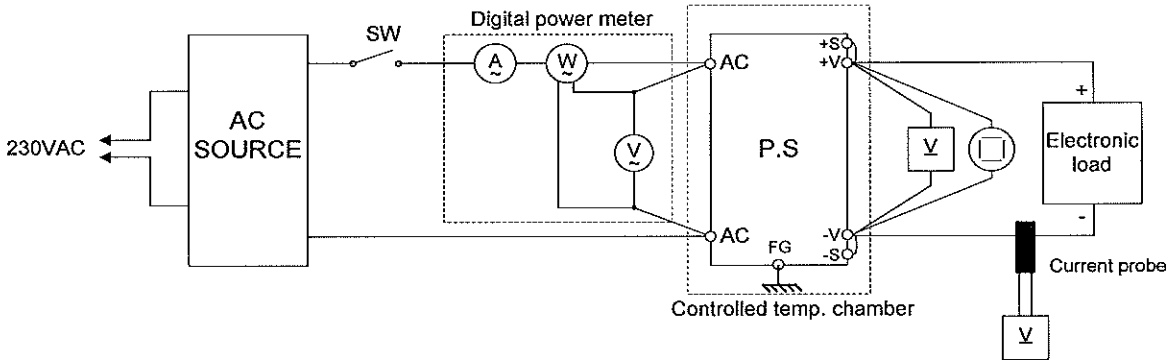 Digital power meter
SW
A
~
W
~
+S
+V
AC
+
230VAC
AC
SOURCE
V
~
P.S
V
Electronic
load
-
AC
FG
-V
-S
Current probe
Controlled temp. chamber
V